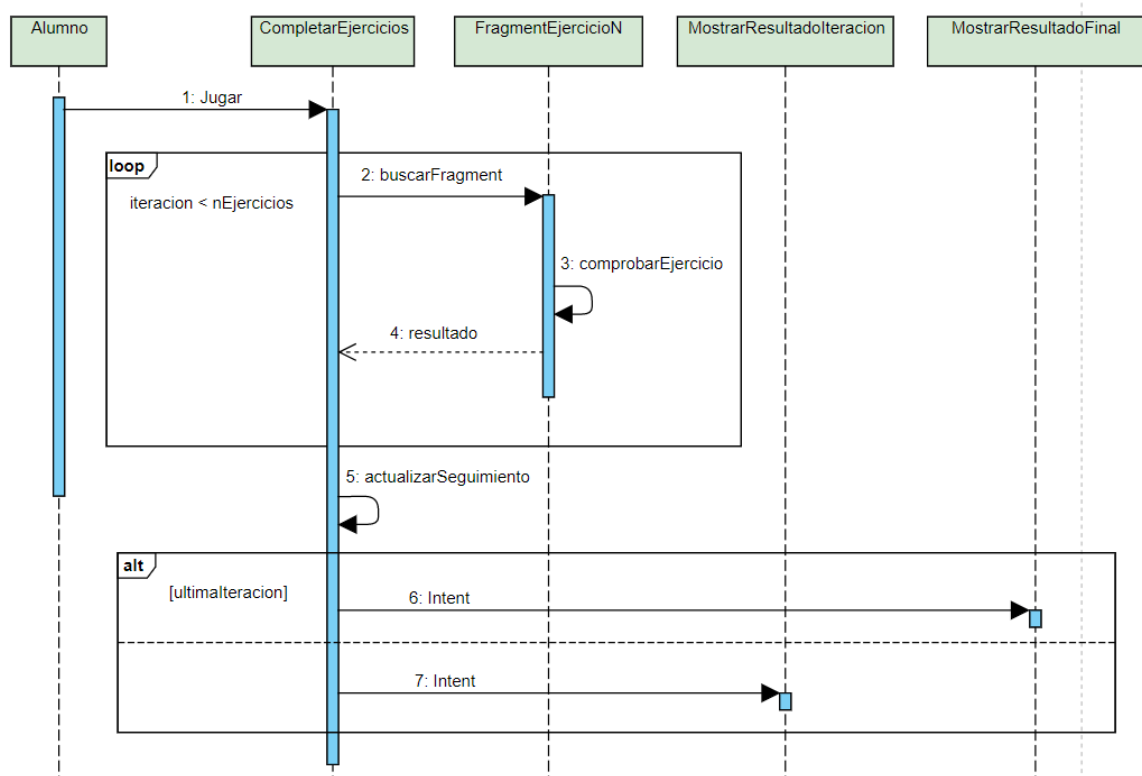 Alumno
CompletarEjercicios
FragmentEjercicioN
MostrarResultadoIteracion
MostrarResultadoFinal
1: Jugar
loop
2: buscarFragment
iteracion < nEjercicios
3: comprobarEjercicio
4: resultado
5: actualizarSeguimiento
alt
[ultimaIteracion]
6: Intent
7: Intent